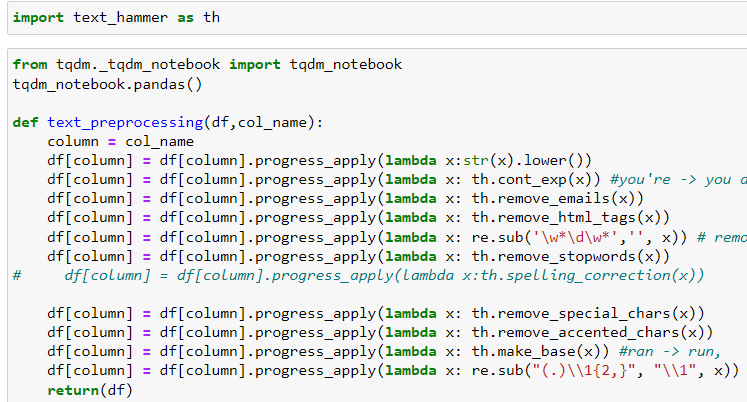 import text_hammer as th
from tqdm._tqdm_notebook import tqdm_notebook
tqdm_notebook.pandas()
def text_preprocessing(df,col_name):
    column = col_name
    df[column] = df[column].progress_apply(lambda x:str(x).lower())
    df[column] = df[column].progress_apply(lambda x: th.cont_exp(x)) #you're -> you a
    df[column] = df[column].progress_apply(lambda x: th.remove_emails(x))
    df[column] = df[column].progress_apply(lambda x: th.remove_html_tags(x))
    df[column] = df[column].progress_apply(lambda x: re.sub('\w*\d\w*','', x)) # remo
    df[column] = df[column].progress_apply(lambda x: th.remove_stopwords(x))
#     df[column] = df[column].progress_apply(lambda x:th.spelling_correction(x))
    df[column] = df[column].progress_apply(lambda x: th.remove_special_chars(x))
    df[column] = df[column].progress_apply(lambda x: th.remove_accented_chars(x))
    df[column] = df[column].progress_apply(lambda x: th.make_base(x)) #ran -> run,
    df[column] = df[column].progress_apply(lambda x: re.sub("(.)\\1{2,}", "\\1", x))
    return(df)